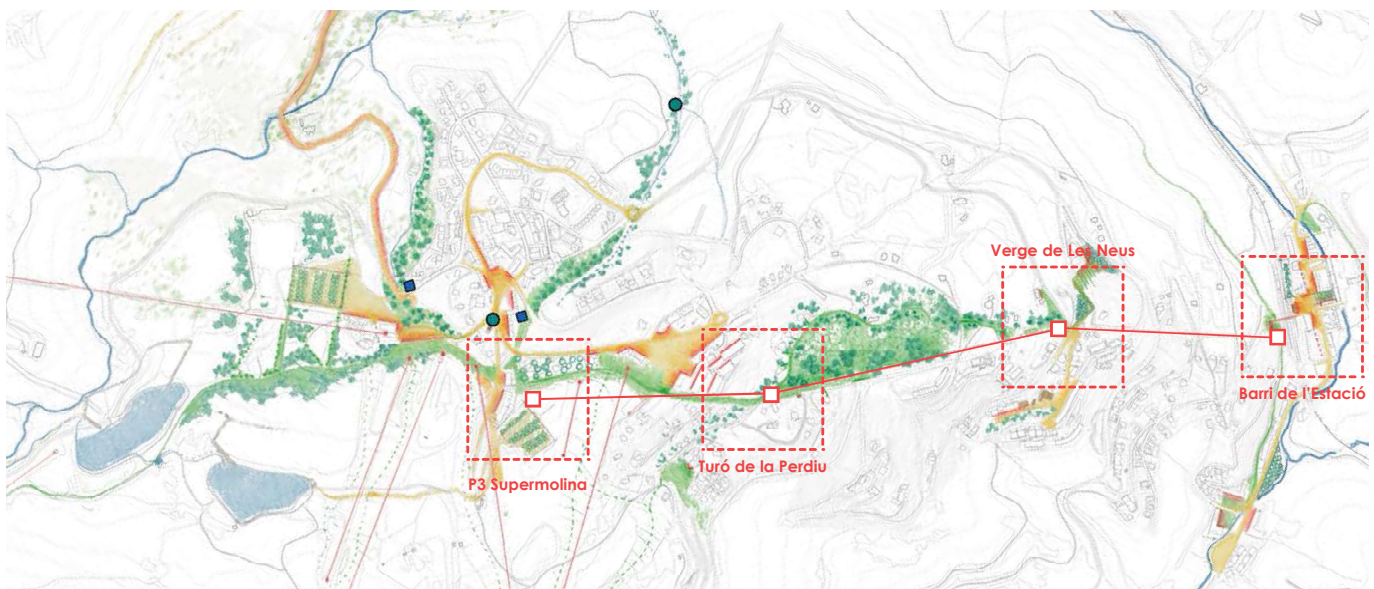 Verge de Les Neus
Barri de l'Estació
Turó de la Perdiu
P3 Supermolina